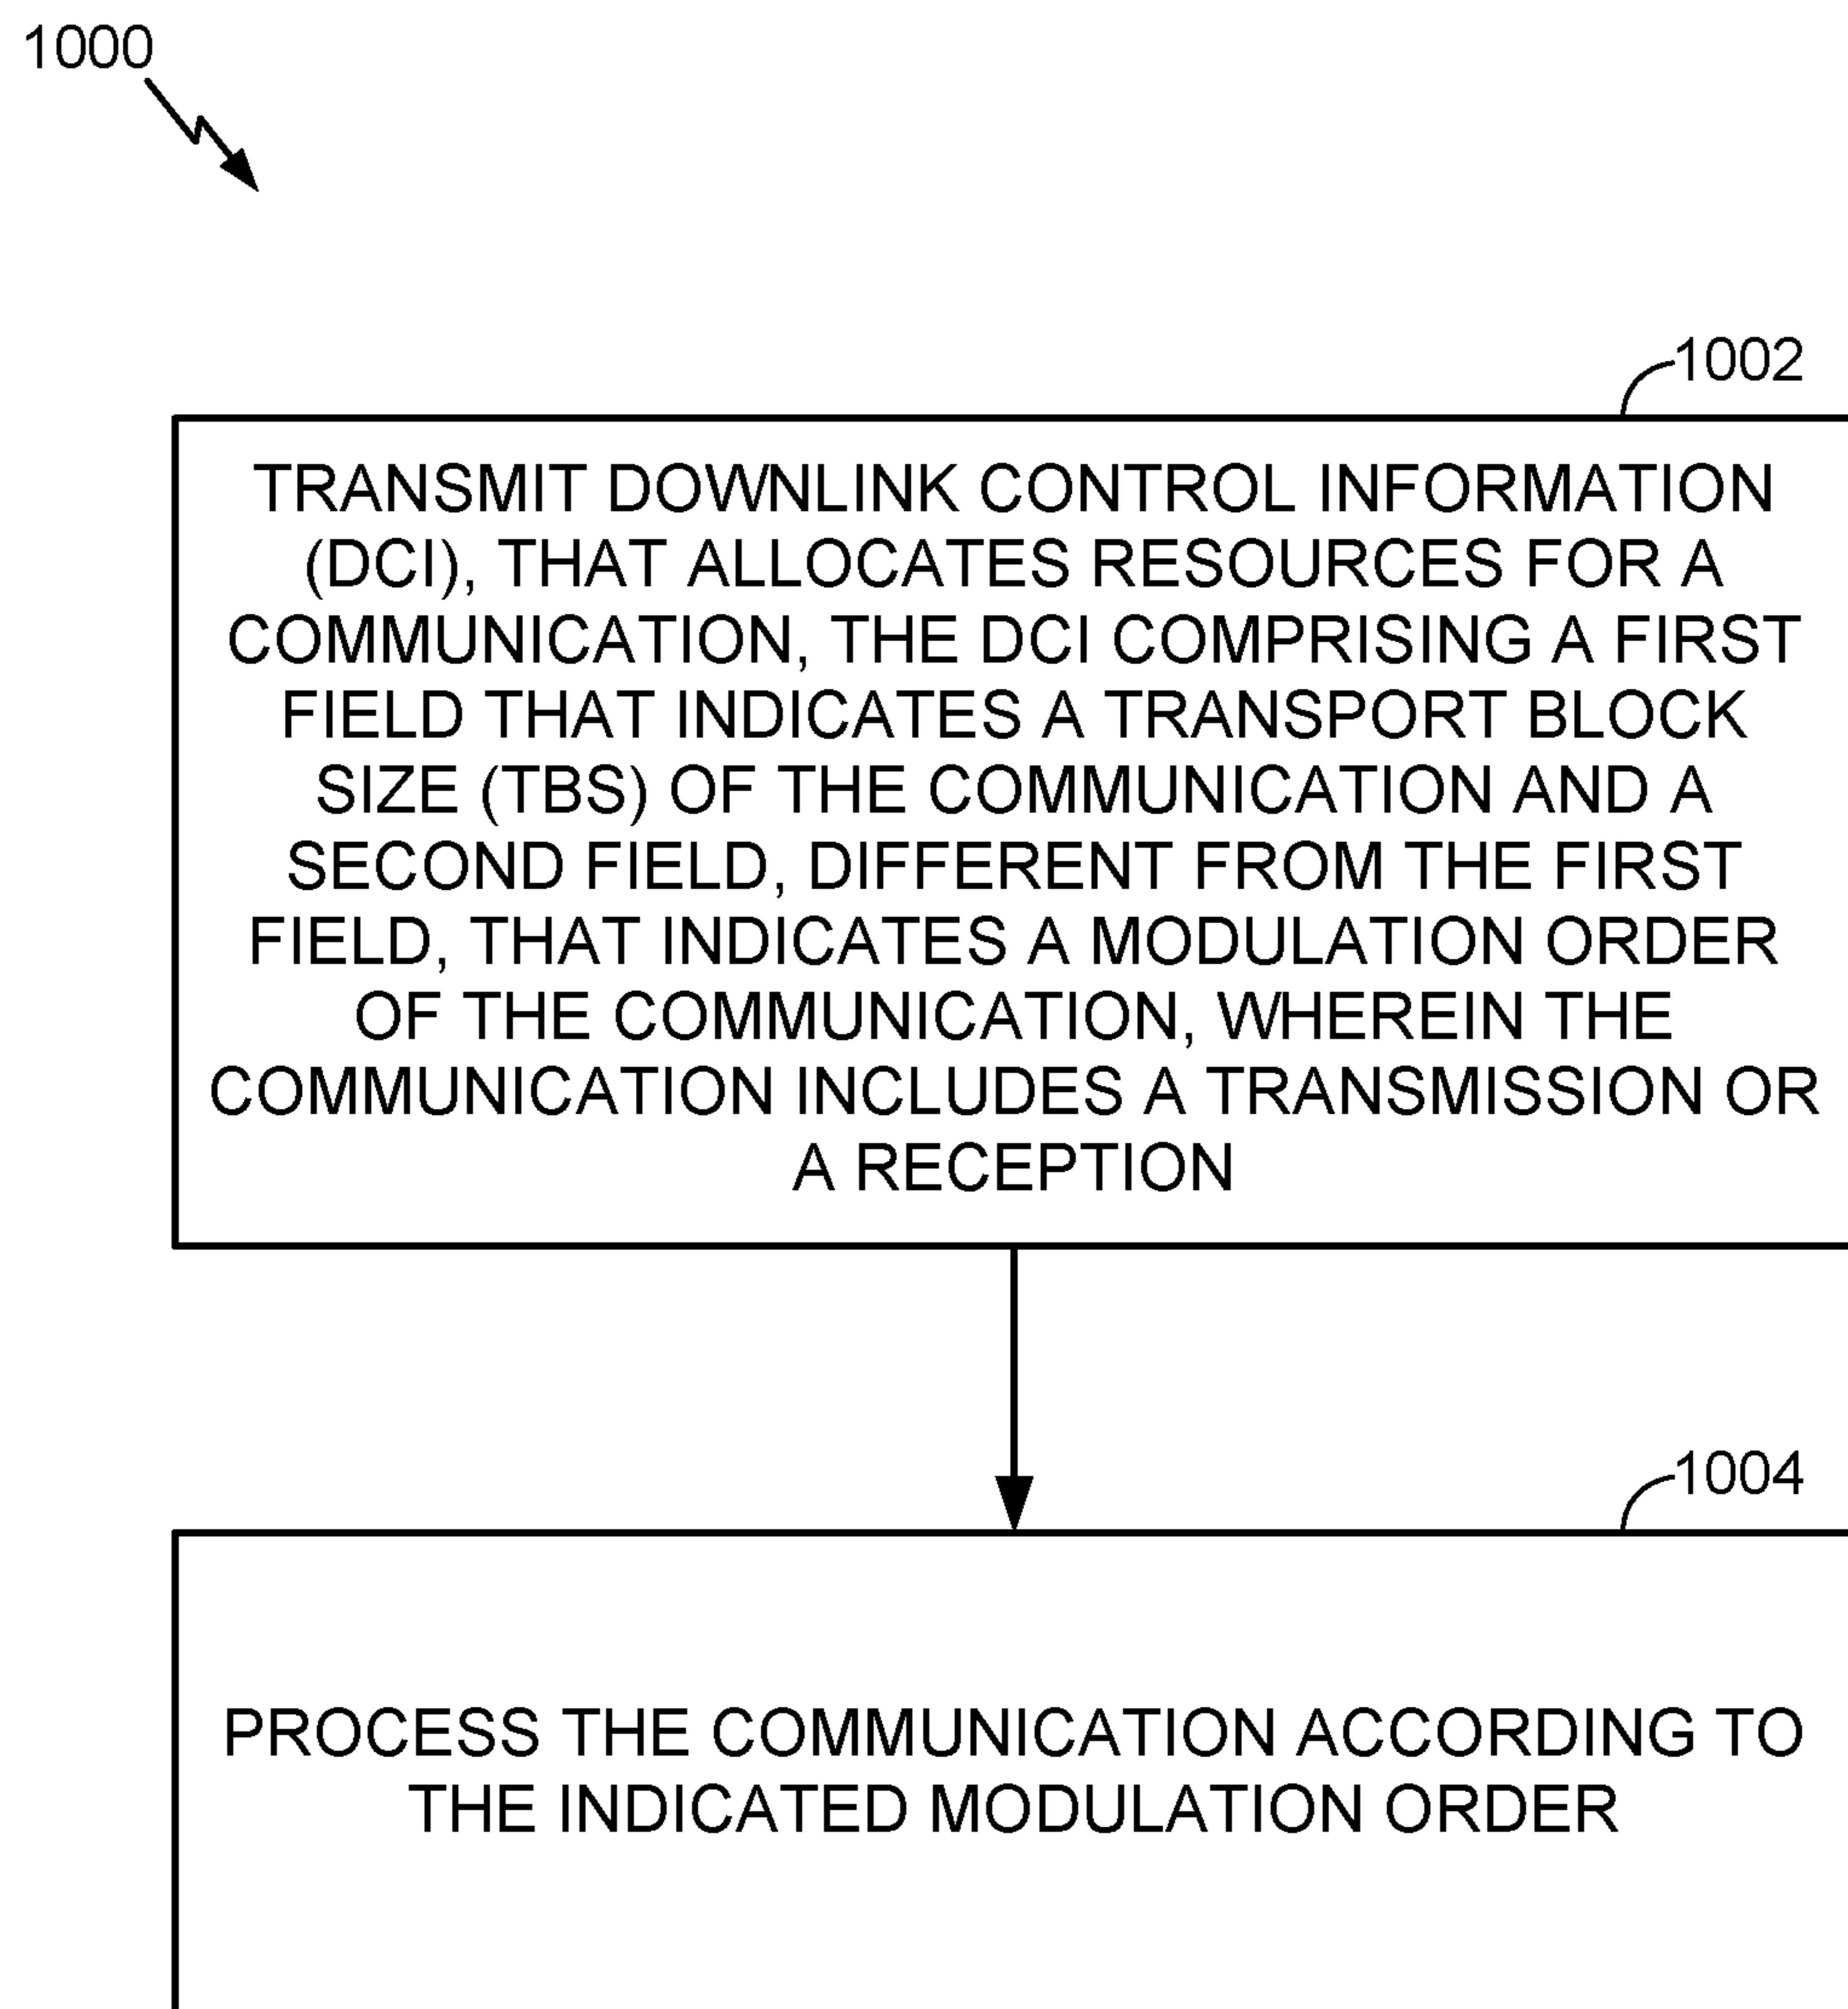 1000
1002
TRANSMIT DOWNLINK CONTROL INFORMATION
(DCI), THAT ALLOCATES RESOURCES FOR A
COMMUNICATION, THE DCI COMPRISING A FIRST
FIELD THAT INDICATES A TRANSPORT BLOCK
SIZE (TBS) OF THE COMMUNICATION AND A
SECOND FIELD, DIFFERENT FROM THE FIRST
FIELD, THAT INDICATES A MODULATION ORDER
OF THE COMMUNICATION, WHEREIN THE
COMMUNICATION INCLUDES A TRANSMISSION OR
A RECEPTION
1004
PROCESS THE COMMUNICATION ACCORDING TO
THE INDICATED MODULATION ORDER